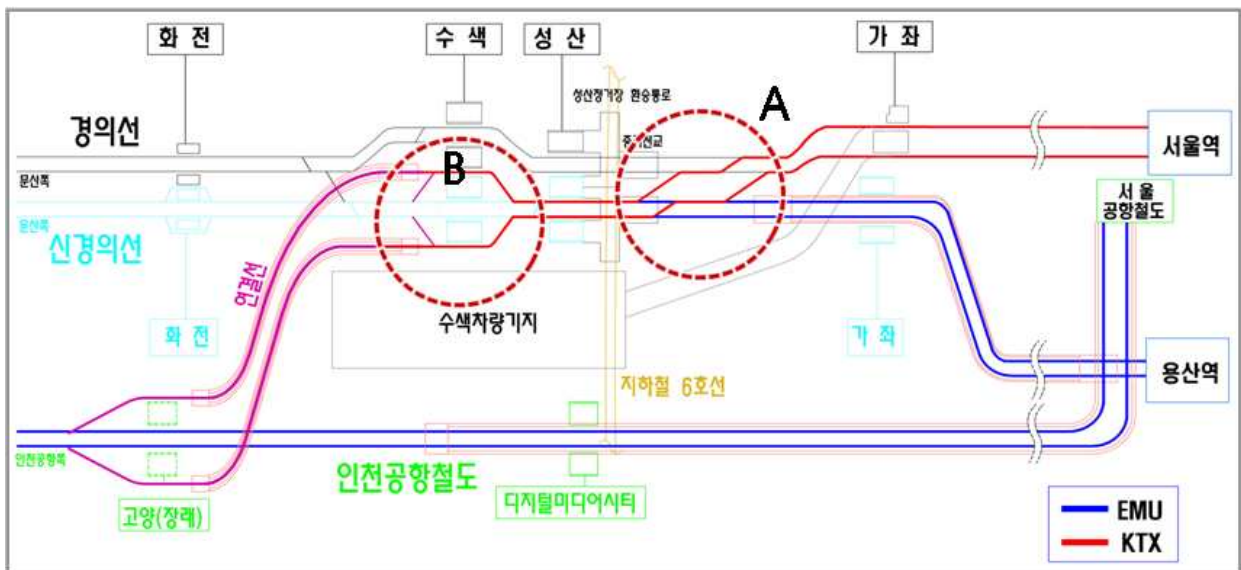 화 전
수 색
성 산
가 좌
성산정거장 환승통로
A
경의선
서울역
B
문산쪽
서 울
공항철도
문산쪽
신경의선
연결선
수색차량기지
화 전
가 좌
지하철 6호선
용산역
인천공항쪽
인천공항철도
고양(장래)
디지털미디어시티
EMU
KTX